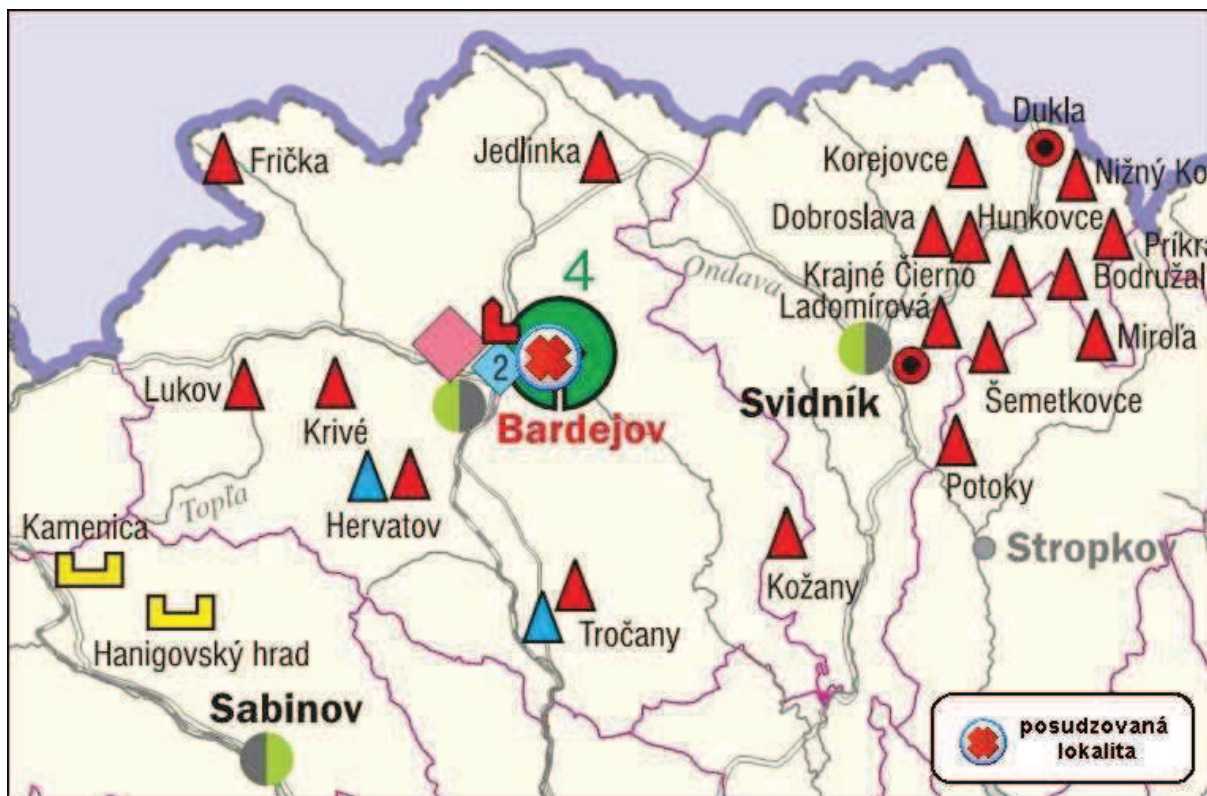 Dukla
Frička
Jedlinka
Korejovce
Nižný Ko
Dobroslava
Hunkovce
Príkra
4
Ondava
Krajné Čierno
Bodružal
Ladomírová
Miroľa
2
Lukov
Krivé
Bardejov
Svidník
Šemetkovce
Topľa
Hervatov
Potoky
Kamenica
Stropkov
Kožany
Hanigovský hrad
Tročany
Sabinov
posudzovaná
lokalita